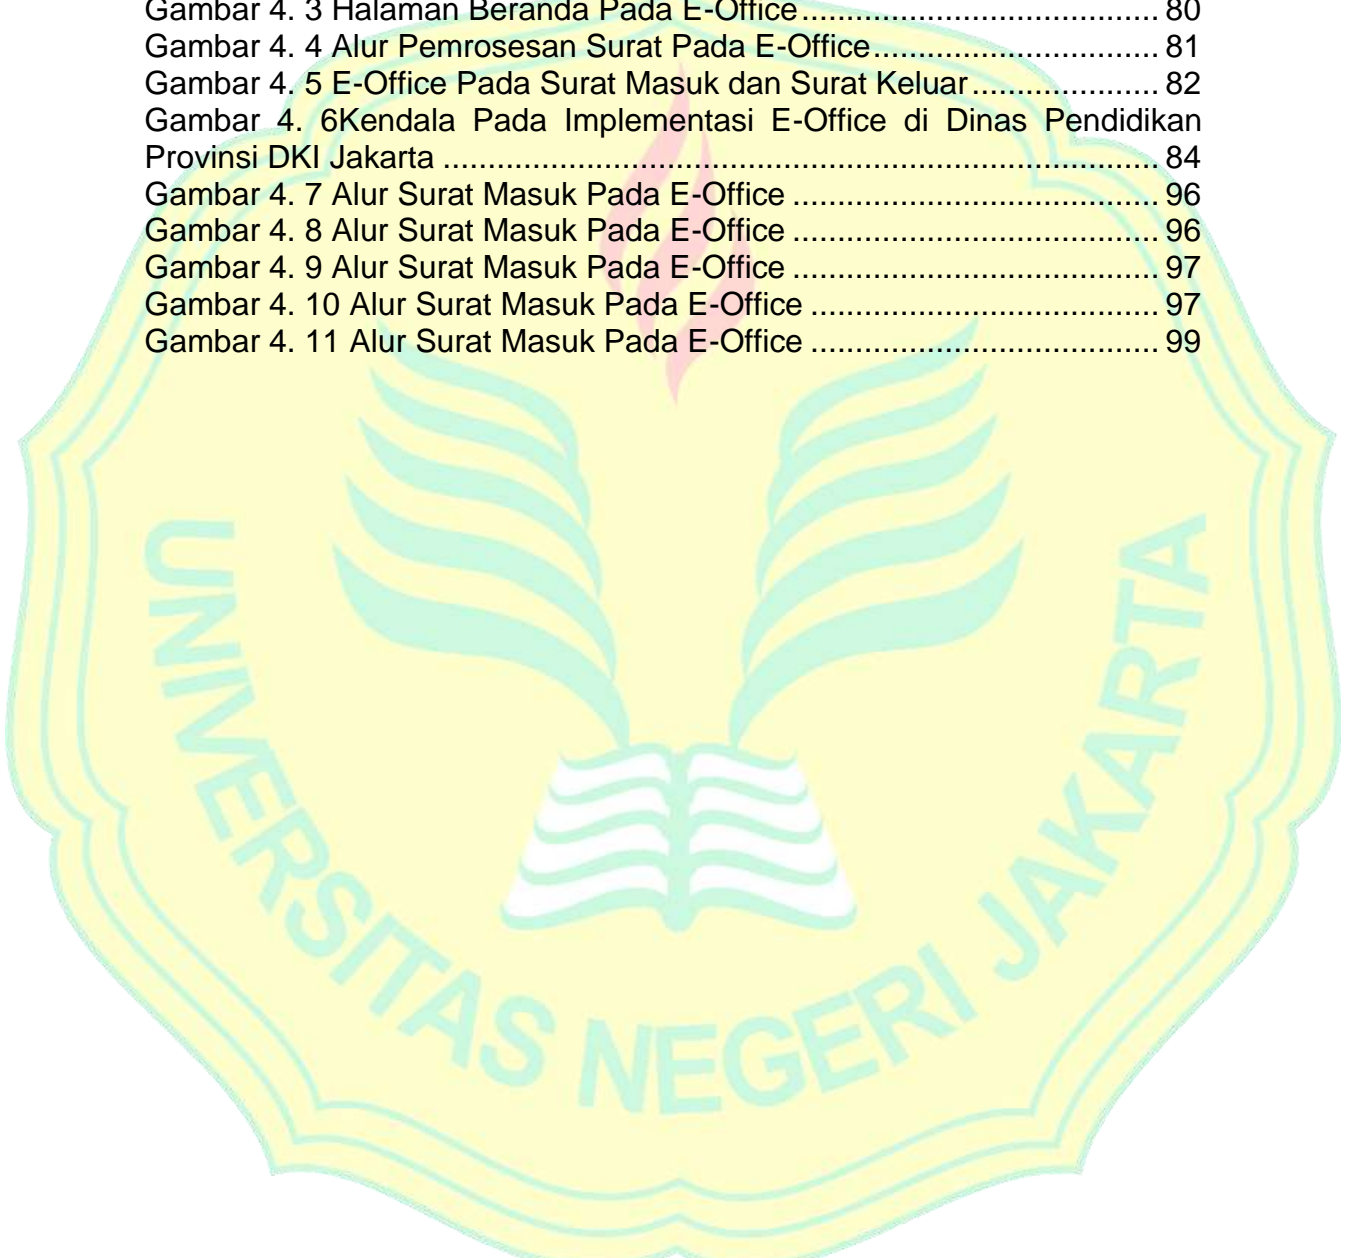 Gambar 4. 3 Halaman Beranda Pada E-Office........................................ 80
Gambar 4. 4 Alur Pemrosesan Surat Pada E-Office................................ 81
Gambar 4. 5 E-Office Pada Surat Masuk dan Surat Keluar..................... 82
Gambar 4. 6Kendala Pada Implementasi E-Office di Dinas Pendidikan
Provinsi DKI Jakarta ................................................................................ 84
Gambar 4. 7 Alur Surat Masuk Pada E-Office ......................................... 96
Gambar 4. 8 Alur Surat Masuk Pada E-Office ......................................... 96
Gambar 4. 9 Alur Surat Masuk Pada E-Office ......................................... 97
Gambar 4. 10 Alur Surat Masuk Pada E-Office ....................................... 97
Gambar 4. 11 Alur Surat Masuk Pada E-Office ....................................... 99
UNIVERSITAS NEGERI JAKARTA